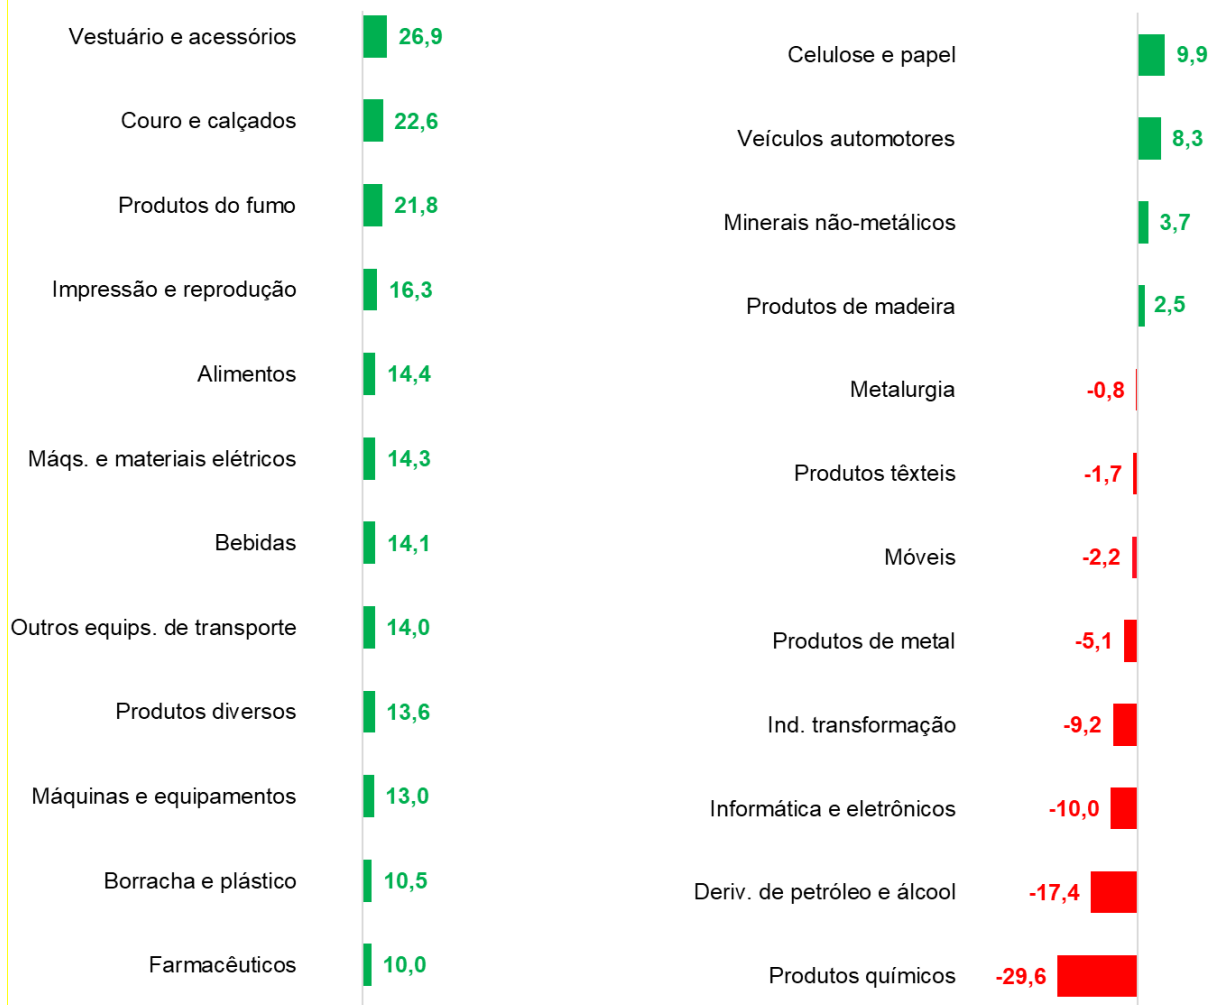 Vestuário e acessórios 26,9
Couro e calçados 22,6
Produtos do fumo 21,8
Impressão e reprodução 16,3
Alimentos 14,4
Máqs. e materiais elétricos 14,3
Bebidas 14,1
Outros equips. de transporte 14,0
Produtos diversos 13,6
Máquinas e equipamentos 13,0
Borracha e plástico 10,5
Farmacêuticos 10,0
Celulose e papel 9,9
Veículos automotores 8,3
Minerais não-metálicos 3,7
Produtos de madeira 2,5
Metalurgia -0,8
Produtos têxteis -1,7
Móveis -2,2
Produtos de metal -5,1
Ind. transformação -9,2
Informática e eletrônicos -10,0
Deriv. de petróleo e álcool -17,4
Produtos químicos -29,6